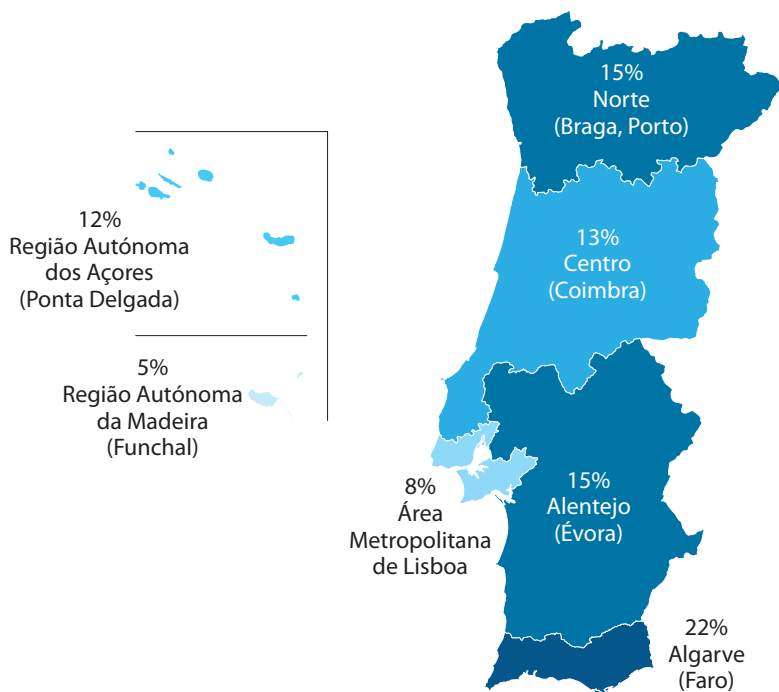 15%
Norte
(Braga, Porto)
12%
Região Autónoma
dos Açores
(Ponta Delgada)
13%
Centro
(Coimbra)
5%
Região Autónoma
da Madeira
(Funchal)
8%
Área
Metropolitana
de Lisboa
15%
Alentejo
(Évora)
22%
Algarve
(Faro)